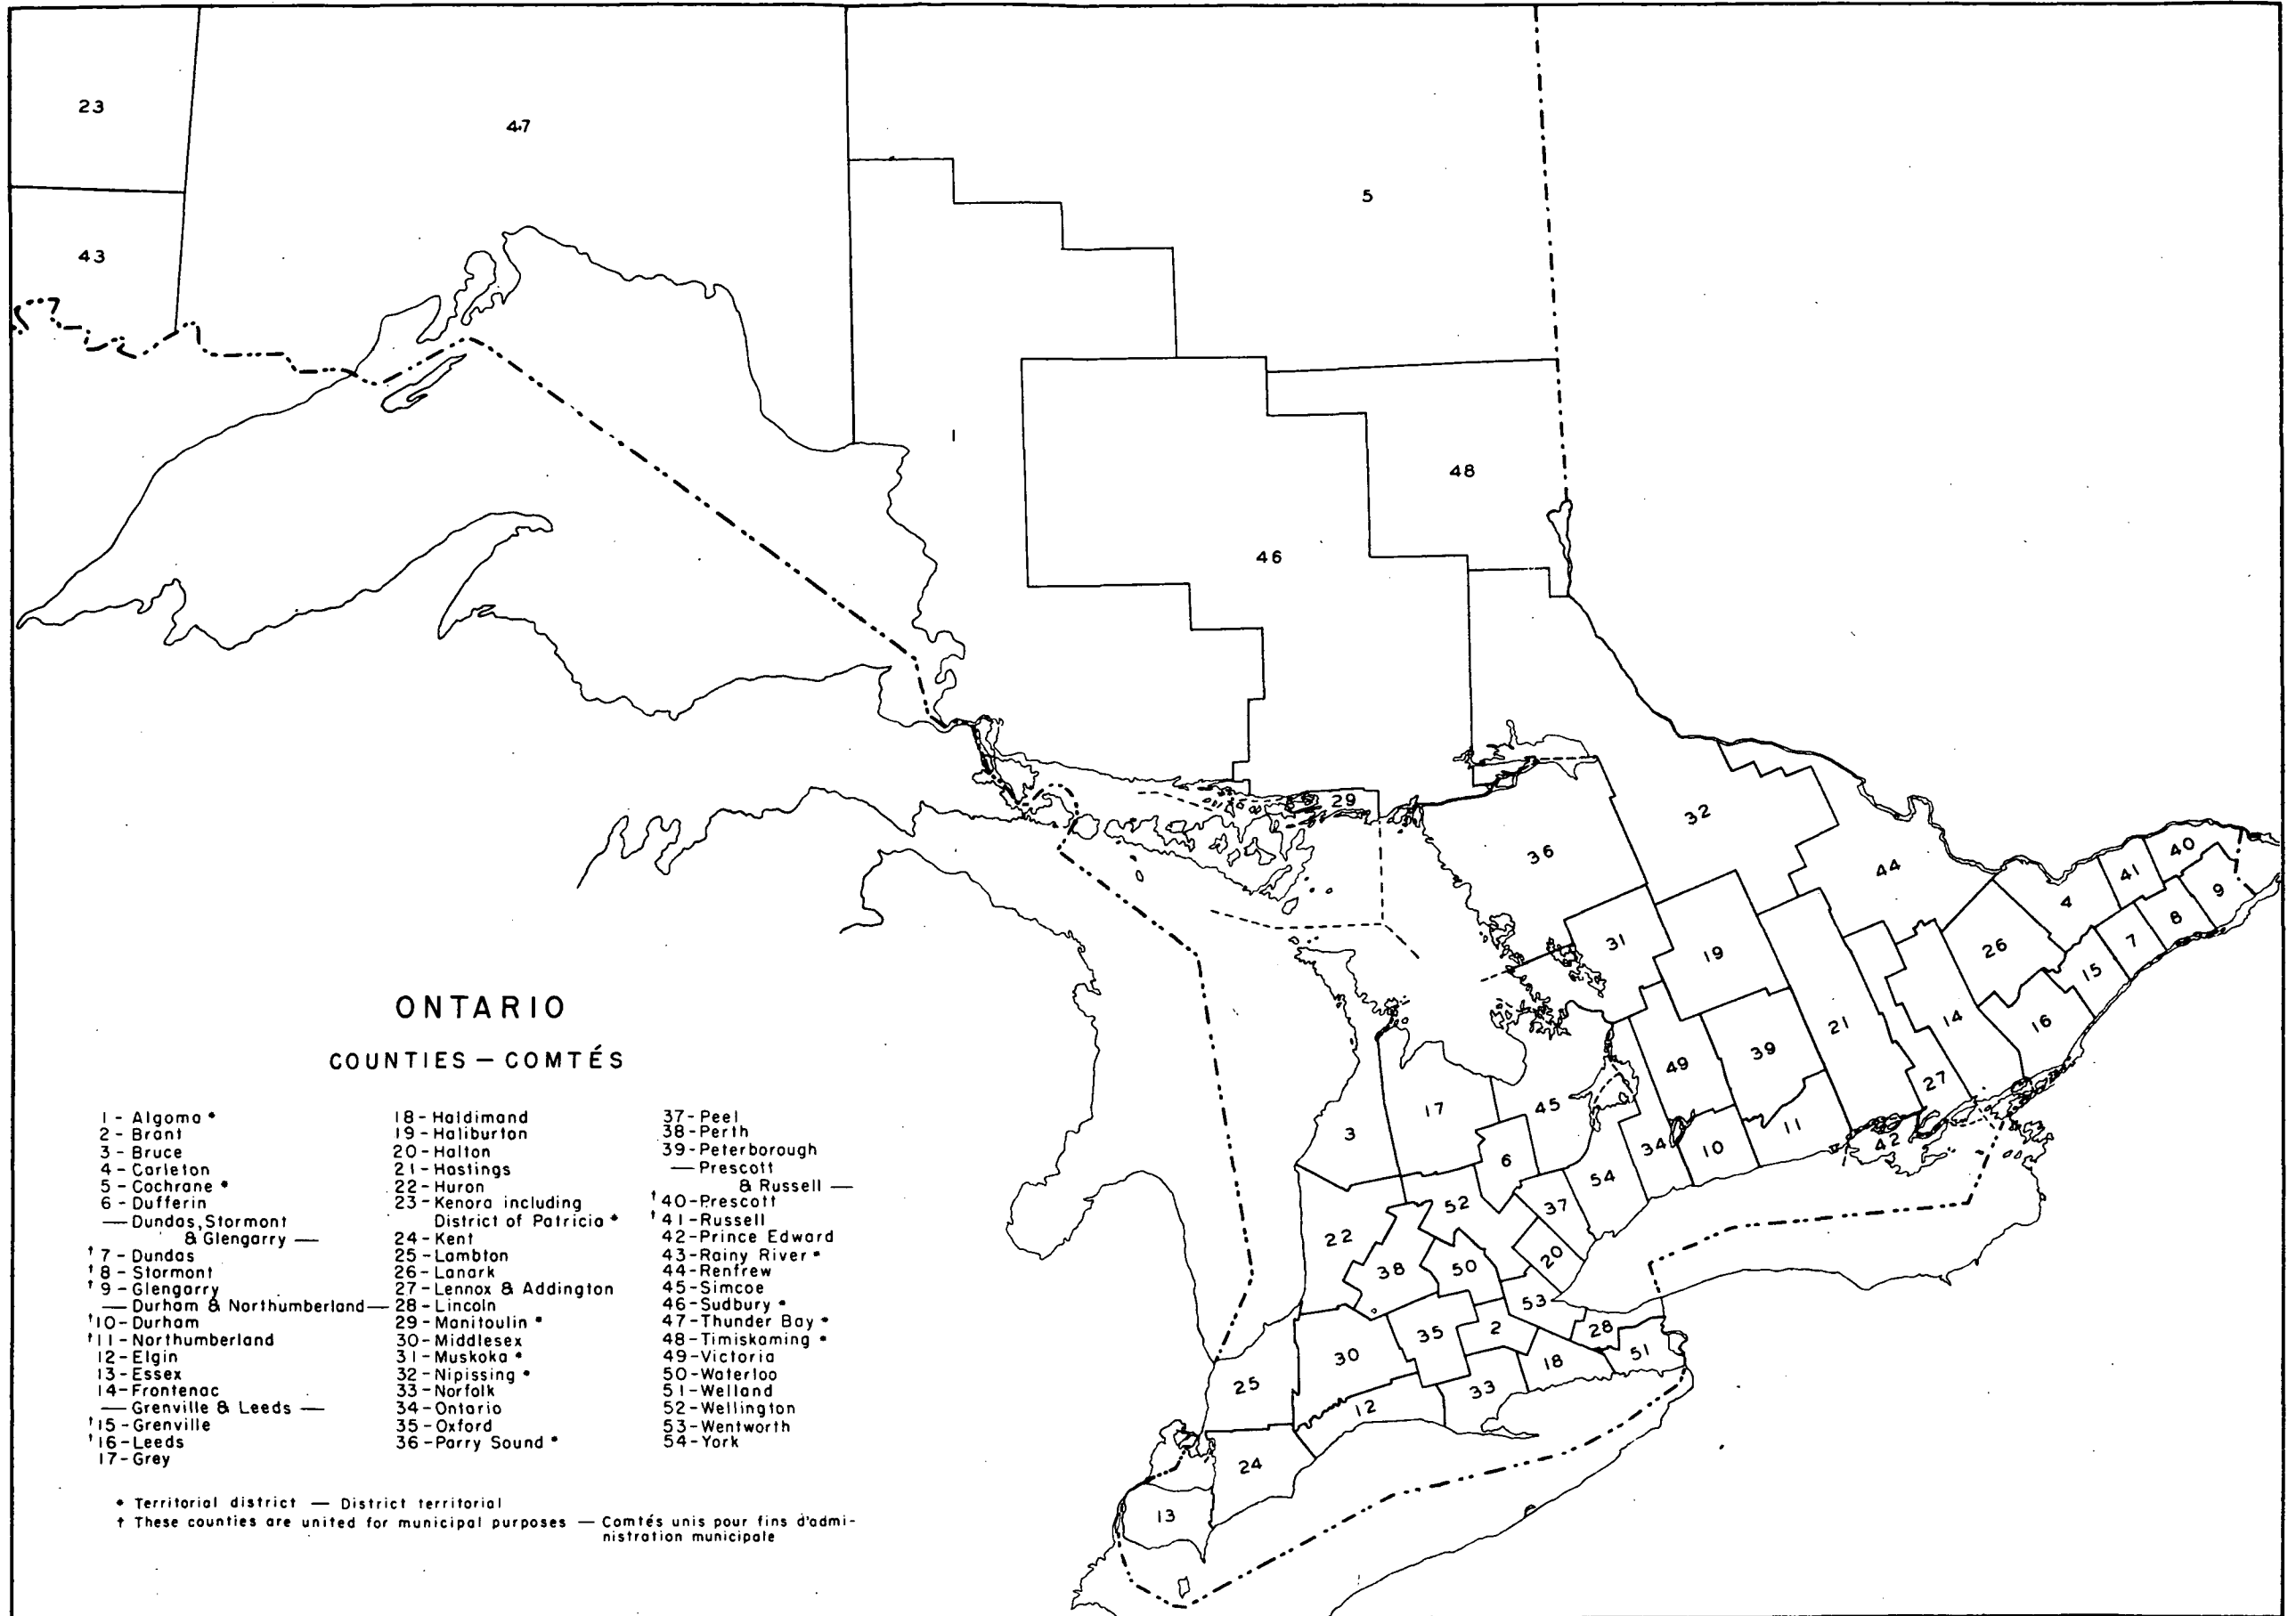 23
47
5
43
1
48
46
29
32
36
40
41
44
9
4
8
31
7
26
19
15
14
21
16
39
49
27
45
17
3
42
11
34
10
6
54
52
37
22
20
38
50
53
28
2
35
51
30
18
25
33
12
24
13
ONTARIO
COUNTIES — COMTÉS
1 - Algoma •
2 - Brant
3 - Bruce
4 - Carleton
5 - Cochrane •
6 - Dufferin
— Dundas, Stormont
& Glengarry —
†7 - Dundas
†8 - Stormont
†9 - Glengarry
— Durham & Northumberland —
†10 - Durham
†11 - Northumberland
12 - Elgin
13 - Essex
14 - Frontenac
— Grenville & Leeds —
†15 - Grenville
†16 - Leeds
17 - Grey
18 - Haldimand
19 - Haliburton
20 - Halton
21 - Hastings
22 - Huron
23 - Kenora including
District of Patricia •
24 - Kent
25 - Lambton
26 - Lanark
27 - Lennox & Addington
28 - Lincoln
29 - Manitoulin •
30 - Middlesex
31 - Muskoka •
32 - Nipissing •
33 - Norfolk
34 - Ontario
35 - Oxford
36 - Parry Sound •
37 - Peel
38 - Perth
39 - Peterborough
— Prescott
& Russell —
†40 - Prescott
†41 - Russell
42 - Prince Edward
43 - Rainy River •
44 - Renfrew
45 - Simcoe
46 - Sudbury •
47 - Thunder Bay •
48 - Timiskaming •
49 - Victoria
50 - Waterloo
51 - Welland
52 - Wellington
53 - Wentworth
54 - York
• Territorial district — District territorial
† These counties are united for municipal purposes — Comtés unis pour fins d'admi-
nistration municipale